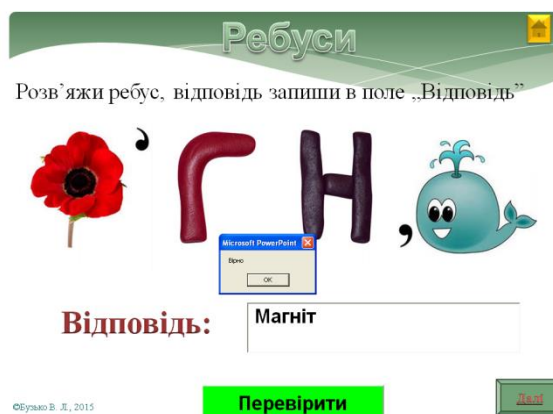 Ребуси
Розв’яжи ребус, відповідь запиши в поле „Відповідь”
’ Г Н ,
Microsoft PowerPoint
Вірно
OK
Відповідь:
Магніт
©Бузько В. Л., 2015
Перевірити
Далі